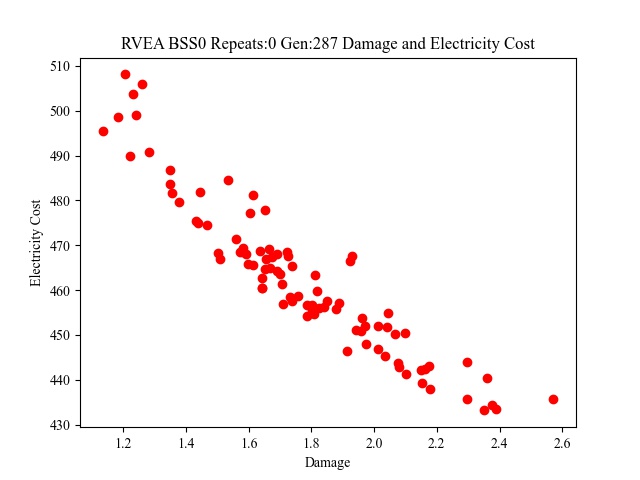 RVEA BSS0 Repeats:0 Gen:287 Damage and Electricity Cost
510
500
490
480
470
460
450
440
430
Electricity Cost
1.2 1.4 1.6 1.8 2.0 2.2 2.4 2.6
Damage